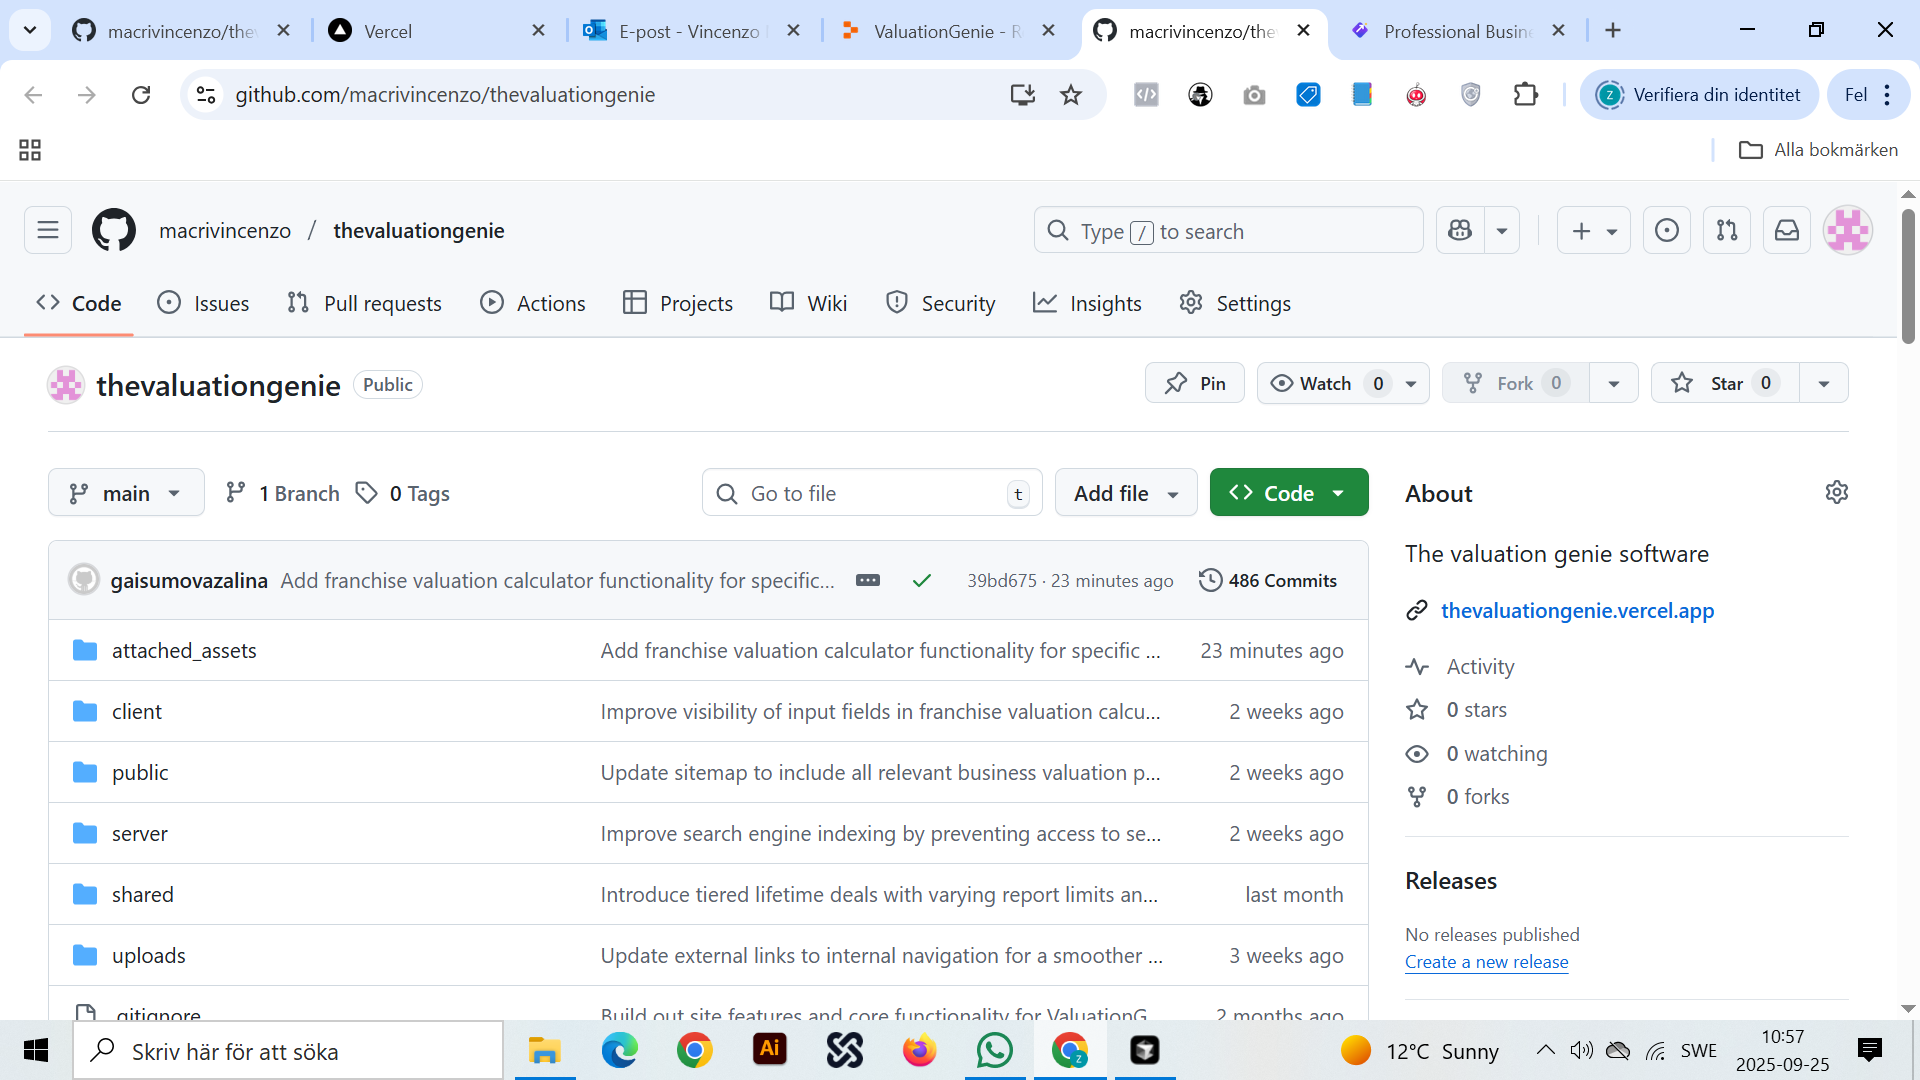 macrivincenzo/the
Vercel
E-post - Vincenzo
ValuationGenie - R
macrivincenzo/the
Professional Busin
github.com/macrivincenzo/thevaluationgenie
Verifiera din identitet
Fel
Alla bokmärken
macrivincenzo / thevaluationgenie
Type / to search
Code
Issues
Pull requests
Actions
Projects
Wiki
Security
Insights
Settings
thevaluationgenie Public
Pin
Watch 0
Fork 0
Star 0
main
1 Branch
0 Tags
Go to file t
Add file
Code
gaisumovazalina Add franchise valuation calculator functionality for specific... 39bd675 · 23 minutes ago 486 Commits
attached_assets Add franchise valuation calculator functionality for specific ... 23 minutes ago
client Improve visibility of input fields in franchise valuation calcu... 2 weeks ago
public Update sitemap to include all relevant business valuation p... 2 weeks ago
server Improve search engine indexing by preventing access to se... 2 weeks ago
shared Introduce tiered lifetime deals with varying report limits an... last month
uploads Update external links to internal navigation for a smoother ... 3 weeks ago
.gitignore Build out site features and core functionality for ValuationG... 2 months ago
About
The valuation genie software
thevaluationgenie.vercel.app
Activity
0 stars
0 watching
0 forks
Releases
No releases published
Create a new release
Skriv här för att söka
Ai
12°C Sunny
SWE
10:57
2025-09-25